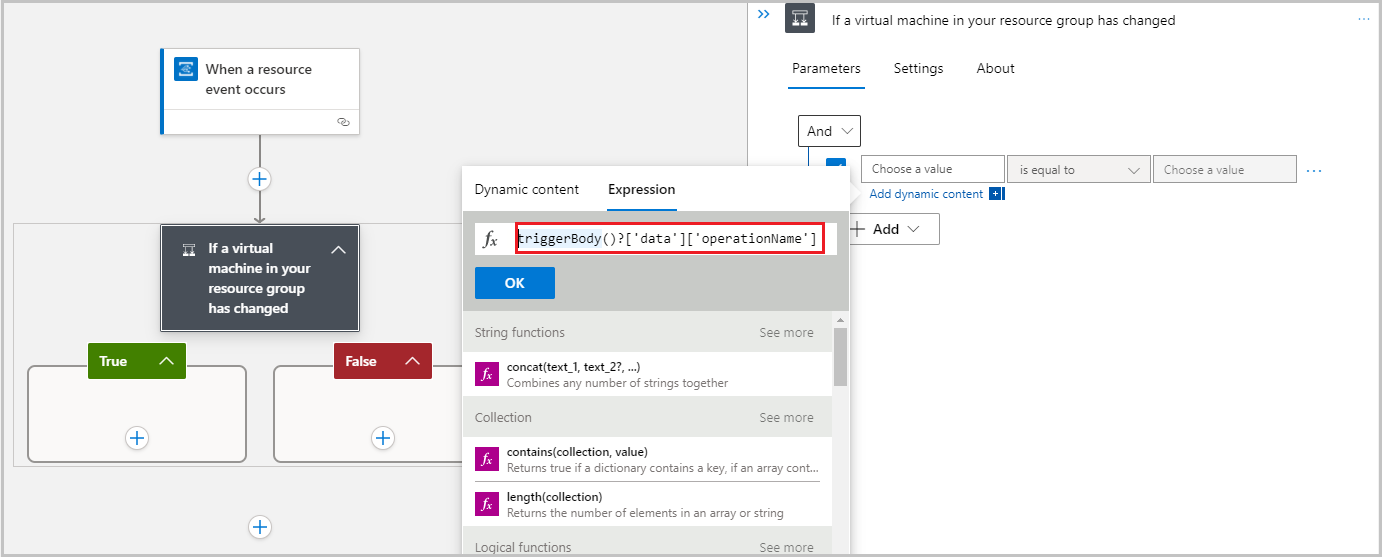 When a resource
event occurs
If a virtual
machine in your
resource group
has changed
True
False
If a virtual machine in your resource group has changed
Parameters
Settings
About
And
Choose a value
is equal to
Choose a value
Add dynamic content
Add
Dynamic content
Expression
fx
triggerBody()?['data']['operationName']
OK
String functions
See more
fx
concat(text_1, text_2?, ...)
Combines any number of strings together
Collection
See more
fx
contains(collection, value)
Returns true if a dictionary contains a key, if an array cont...
fx
length(collection)
Returns the number of elements in an array or string
Logical functions
See more